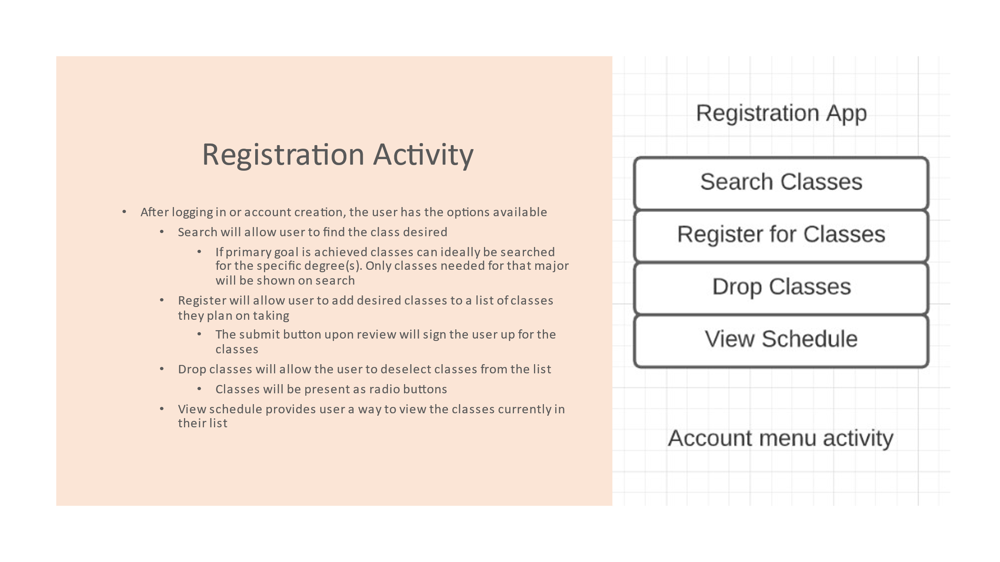 Registration Activity
• After logging in or account creation, the user has the options available
• Search will allow user to find the class desired
• If primary goal is achieved classes can ideally be searched
for the specific degree(s). Only classes needed for that major
will be shown on search
• Register will allow user to add desired classes to a list of classes
they plan on taking
• The submit button upon review will sign the user up for the
classes
• Drop classes will allow the user to deselect classes from the list
• Classes will be present as radio buttons
• View schedule provides user a way to view the classes currently in
their list
Registration App
Search Classes
Register for Classes
Drop Classes
View Schedule
Account menu activity